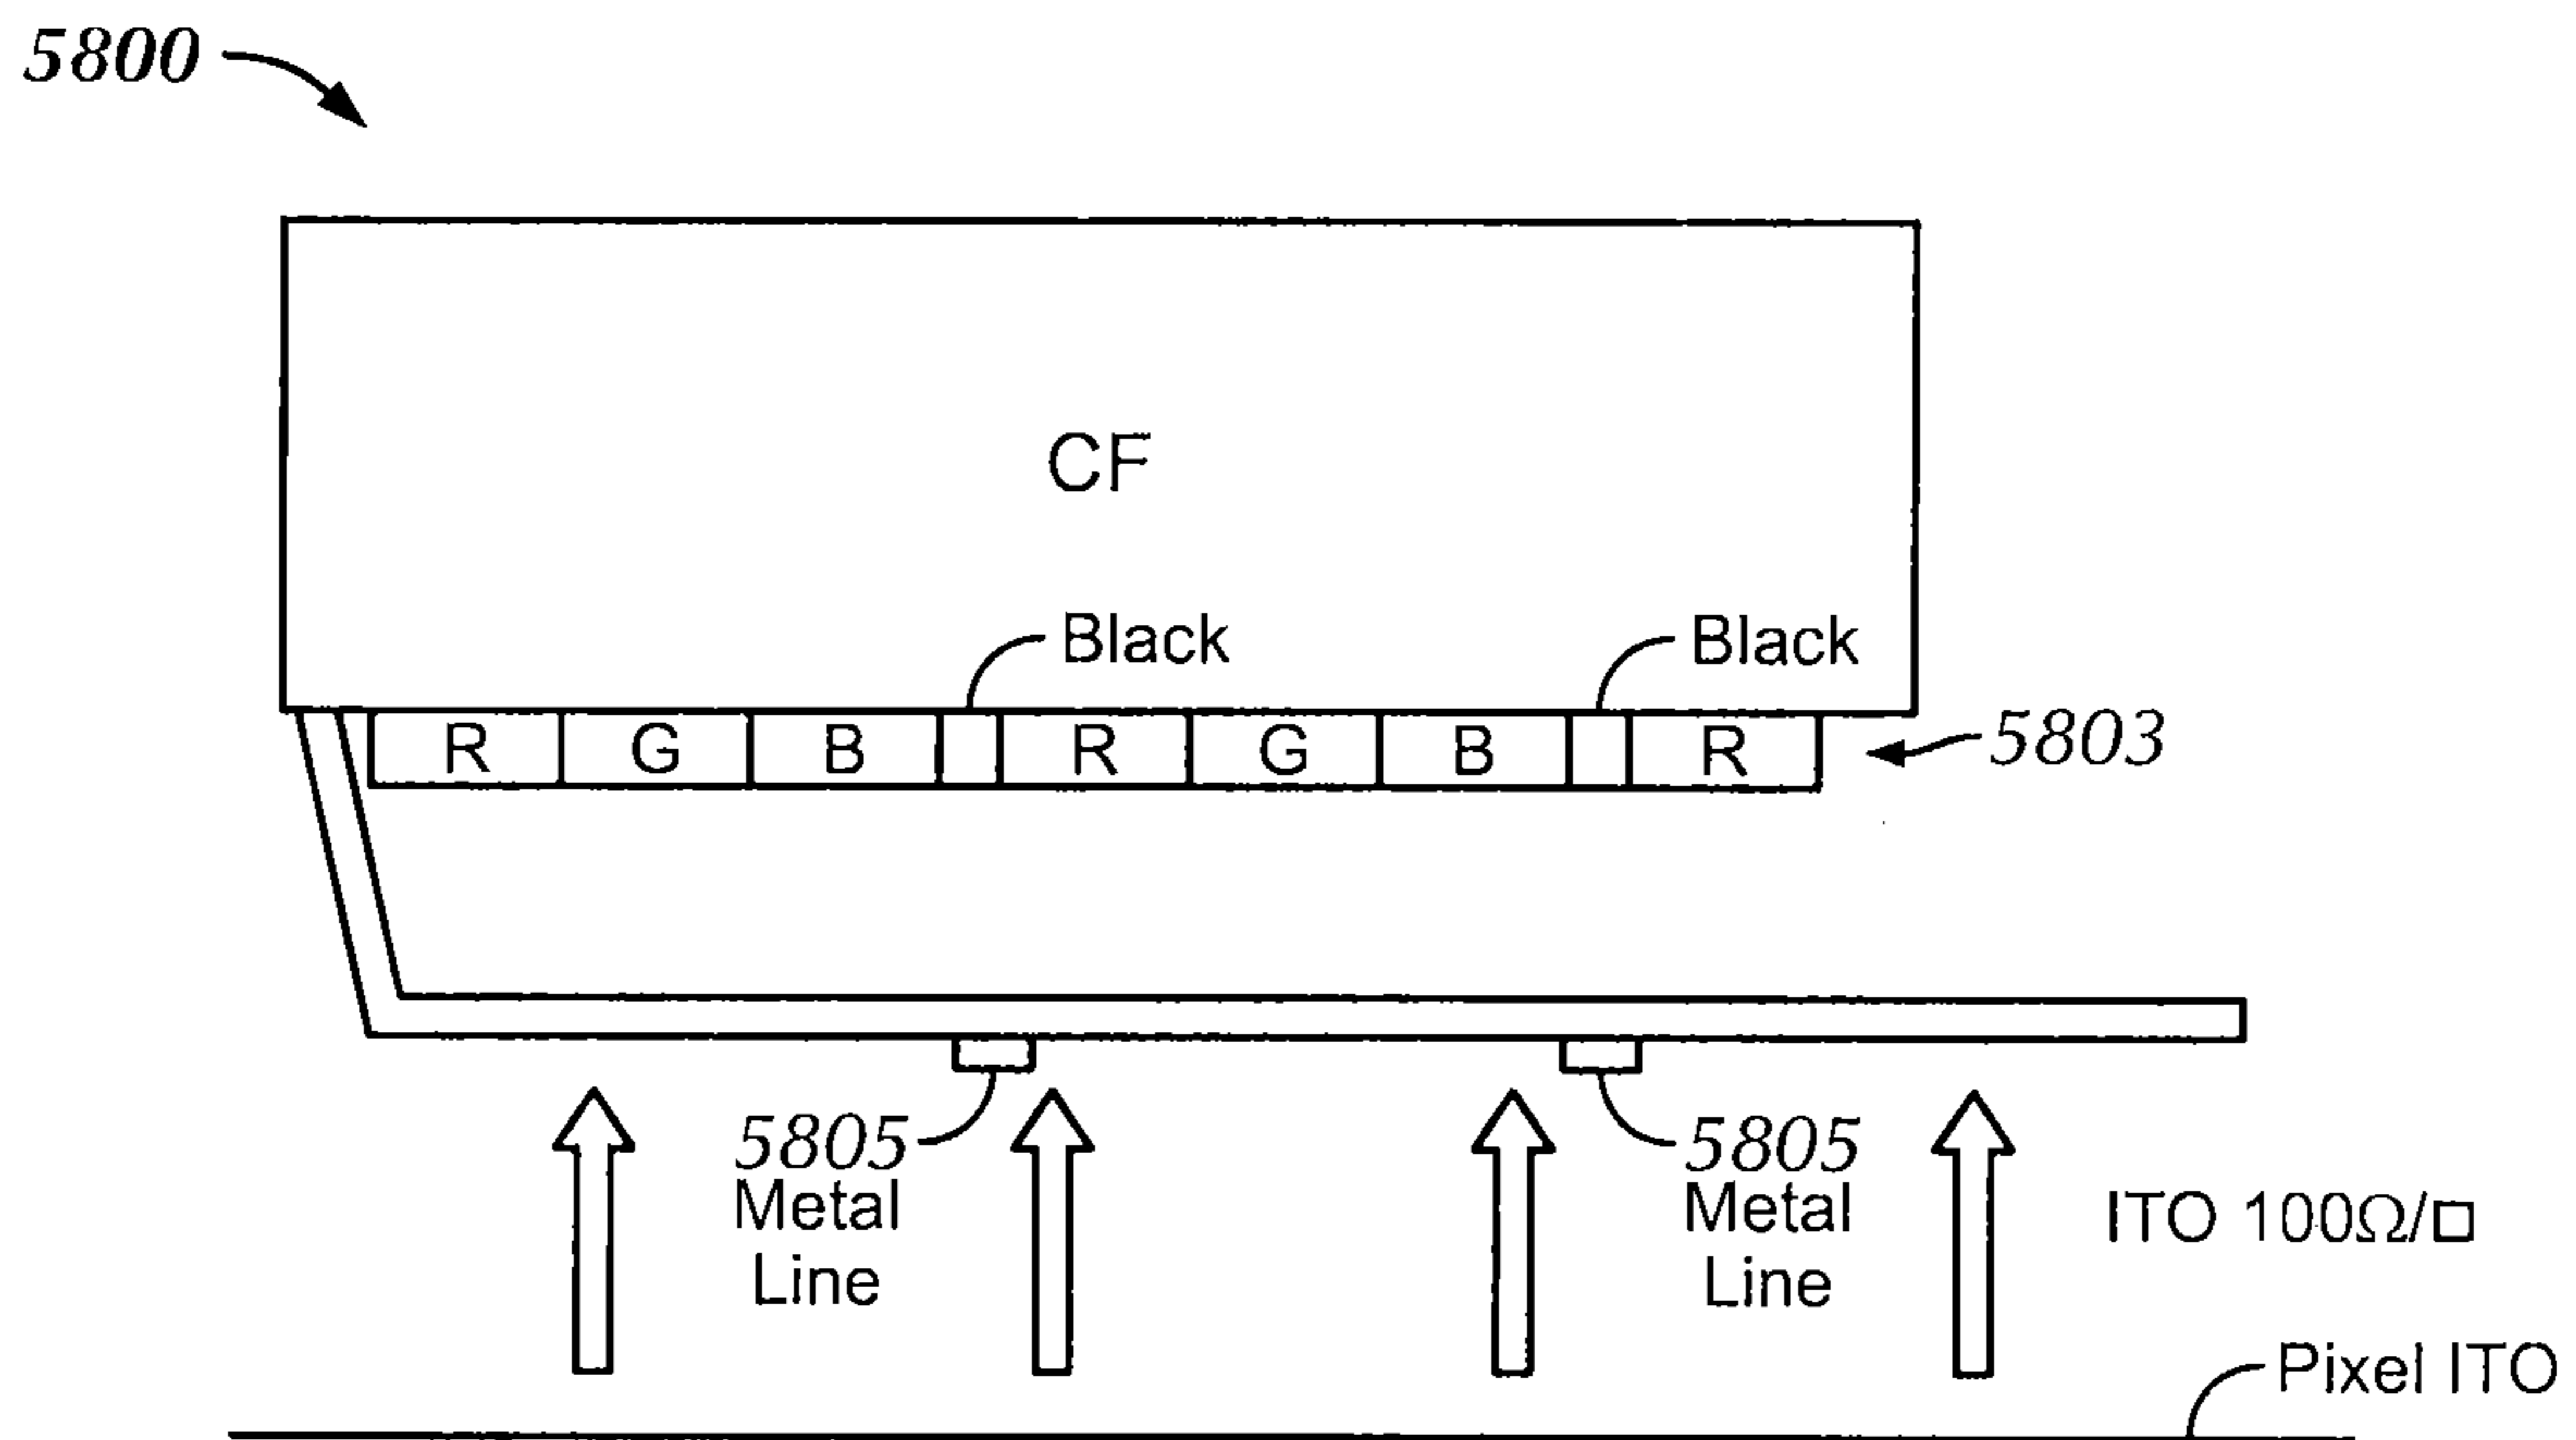 5800
CF
Black Black
R G B R G B R 5803
5805 5805
Metal Metal
Line Line
ITO 100Ω/□
Pixel ITO